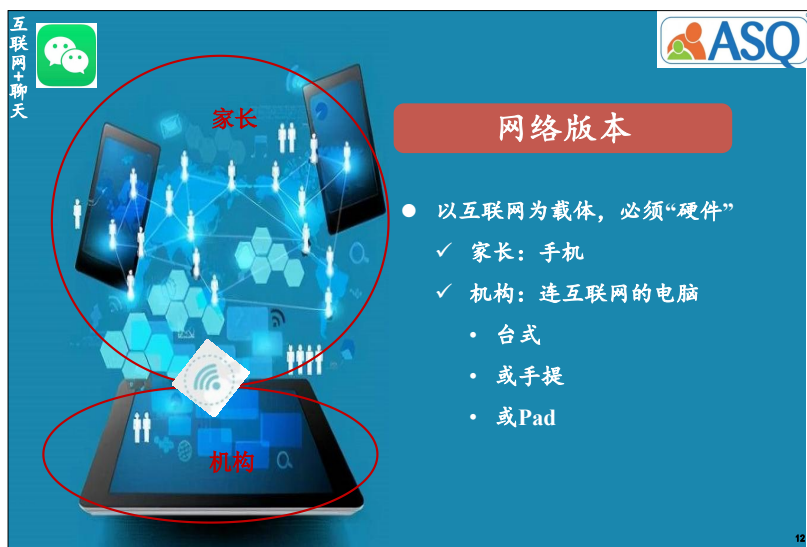 互联网+聊天
ASQ
家长
网络版本
● 以互联网为载体，必须“硬件”
✓ 家长：手机
✓ 机构：连互联网的电脑
• 台式
• 或手提
• 或Pad
机构
12